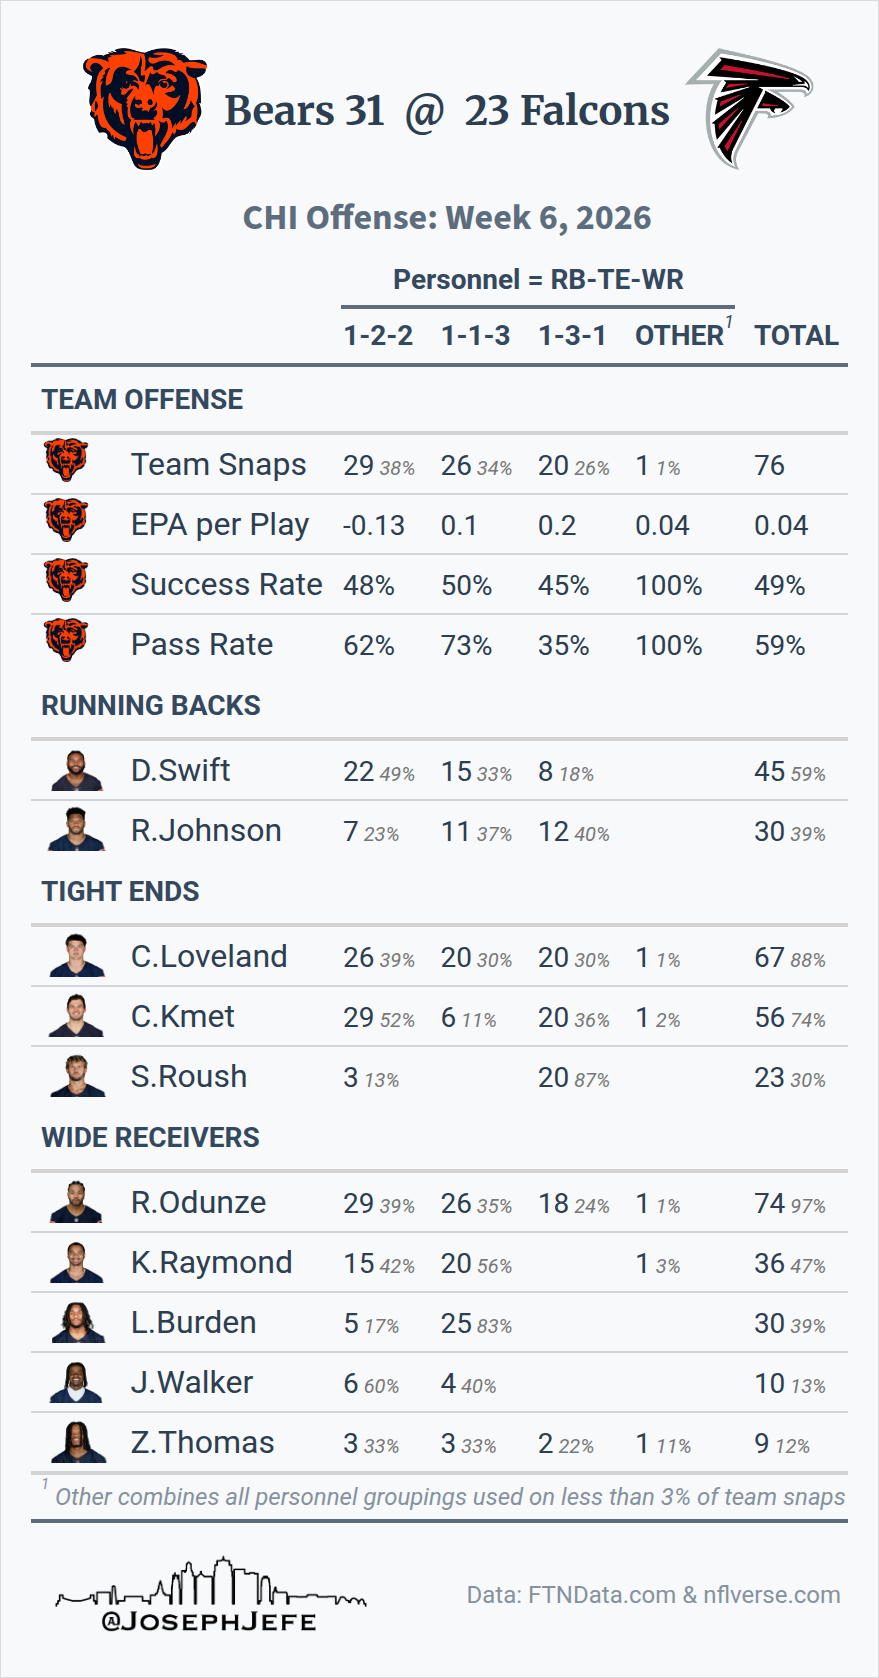 Bears 31 @ 23 Falcons
CHI Offense: Week 6, 2026
Personnel = RB-TE-WR
1-2-2 1-1-3 1-3-1 OTHER1 TOTAL
TEAM OFFENSE
Team Snaps 29 38% 26 34% 20 26% 1 1% 76
EPA per Play -0.13 0.1 0.2 0.04 0.04
Success Rate 48% 50% 45% 100% 49%
Pass Rate 62% 73% 35% 100% 59%
RUNNING BACKS
D.Swift 22 49% 15 33% 8 18% 45 59%
R.Johnson 7 23% 11 37% 12 40% 30 39%
TIGHT ENDS
C.Loveland 26 39% 20 30% 20 30% 1 1% 67 88%
C.Kmet 29 52% 6 11% 20 36% 1 2% 56 74%
S.Roush 3 13% 20 87% 23 30%
WIDE RECEIVERS
R.Odunze 29 39% 26 35% 18 24% 1 1% 74 97%
K.Raymond 15 42% 20 56% 1 3% 36 47%
L.Burden 5 17% 25 83% 30 39%
J.Walker 6 60% 4 40% 10 13%
Z.Thomas 3 33% 3 33% 2 22% 1 11% 9 12%
1 Other combines all personnel groupings used on less than 3% of team snaps
@JOSEPHJEFE
Data: FTNData.com & nflverse.com